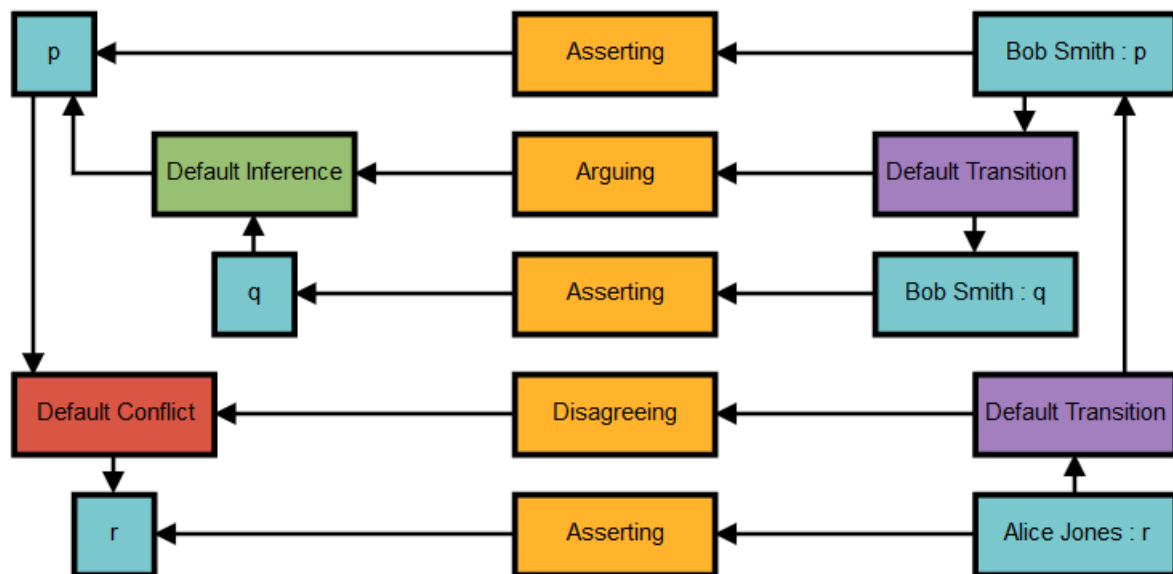 p
Asserting
Bob Smith : p
Default Inference
Arguing
Default Transition
q
Asserting
Bob Smith : q
Default Conflict
Disagreeing
Default Transition
r
Asserting
Alice Jones : r